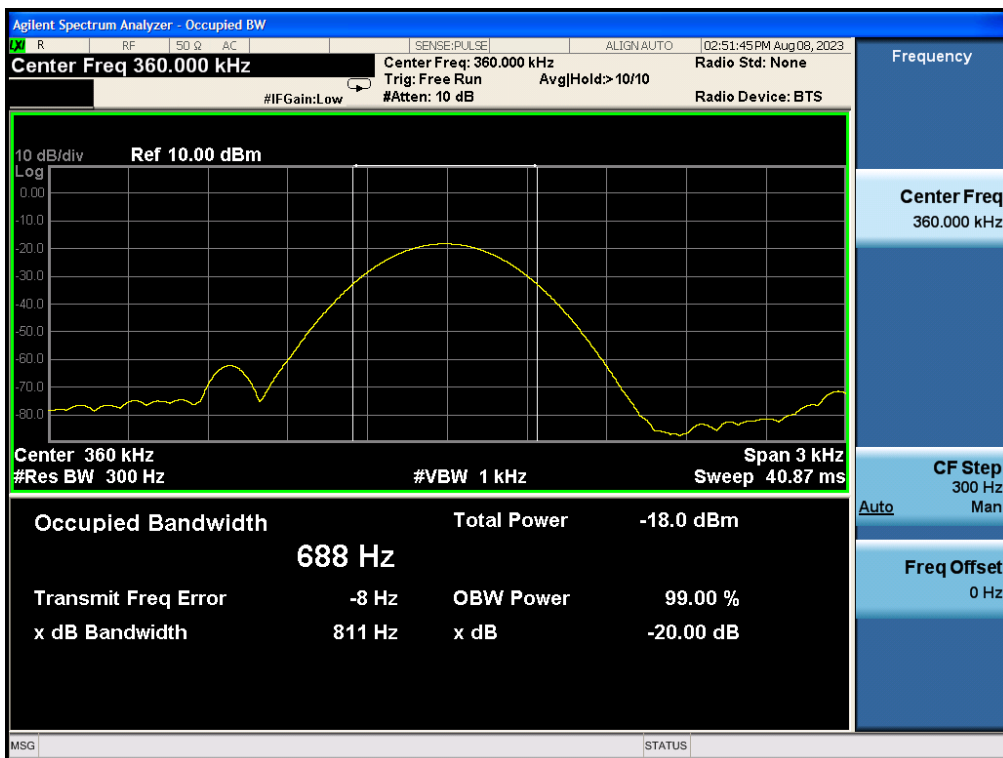 Agilent Spectrum Analyzer - Occupied BW
LXI R RF 50 Ω AC SENSE:PULSE ALIGN AUTO 02:51:45 PM Aug 08, 2023
Center Freq 360.000 kHz
Center Freq: 360.000 kHz Radio Std: None
Trig: Free Run Avg|Hold:> 10/10
#IFGain:Low #Atten: 10 dB Radio Device: BTS
10 dB/div Ref 10.00 dBm
Log
0.00
-10.0
-20.0
-30.0
-40.0
-50.0
-60.0
-70.0
-80.0
Center 360 kHz Span 3 kHz
#Res BW 300 Hz #VBW 1 kHz Sweep 40.87 ms
Occupied Bandwidth Total Power -18.0 dBm
688 Hz
Transmit Freq Error -8 Hz OBW Power 99.00 %
x dB Bandwidth 811 Hz x dB -20.00 dB
MSG STATUS
Frequency
Center Freq
360.000 kHz
CF Step
300 Hz
Auto Man
Freq Offset
0 Hz